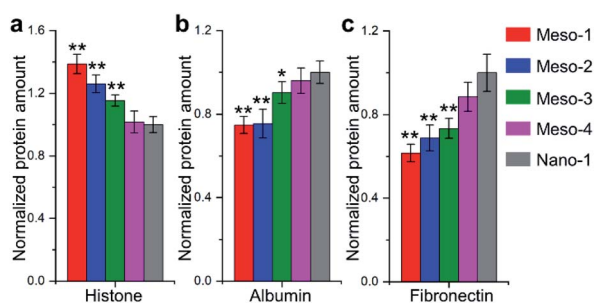 a
Normalized protein amount
1.6
1.2
0.8
0.4
0.0
**
**
**
Histone
b
Normalized protein amount
1.2
0.8
0.4
0.0
**
**
*
Albumin
c
Normalized protein amount
1.2
0.8
0.4
0.0
**
**
**
Fibronectin
Meso-1
Meso-2
Meso-3
Meso-4
Nano-1